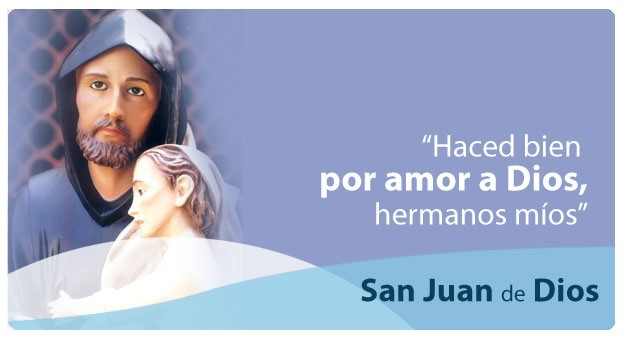 “Haced bien
por amor a Dios,
hermanos míos”
San Juan de Dios